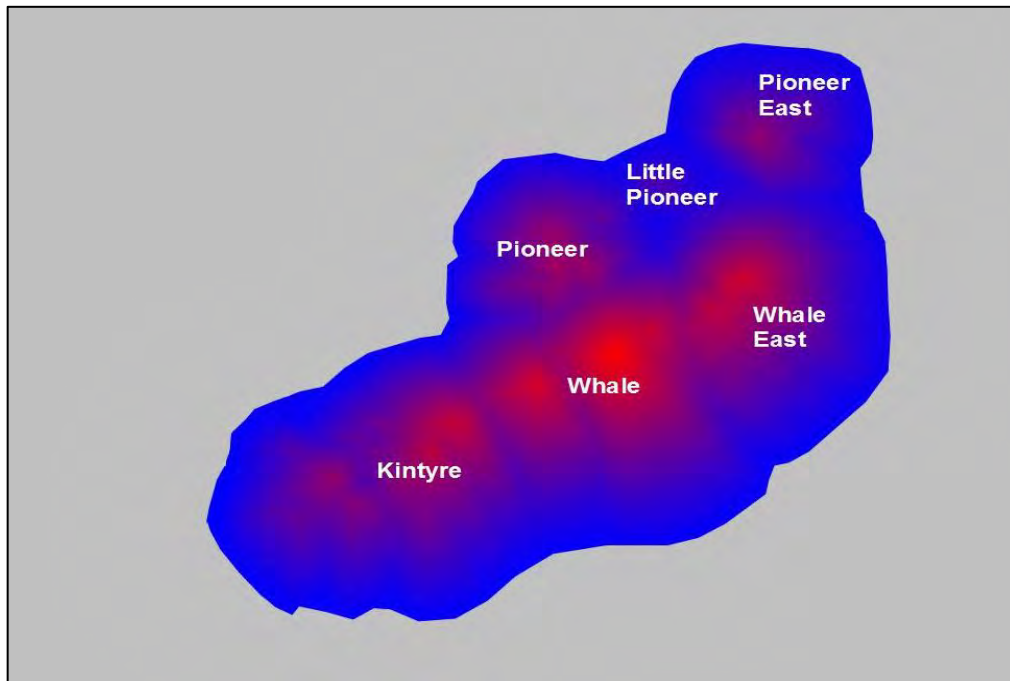 Pioneer
East
Little
Pioneer
Pioneer
Whale
East
Whale
Kintyre